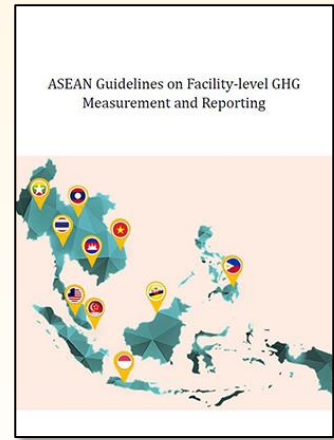 ASEAN Guidelines on Facility-level GHG
Measurement and Reporting